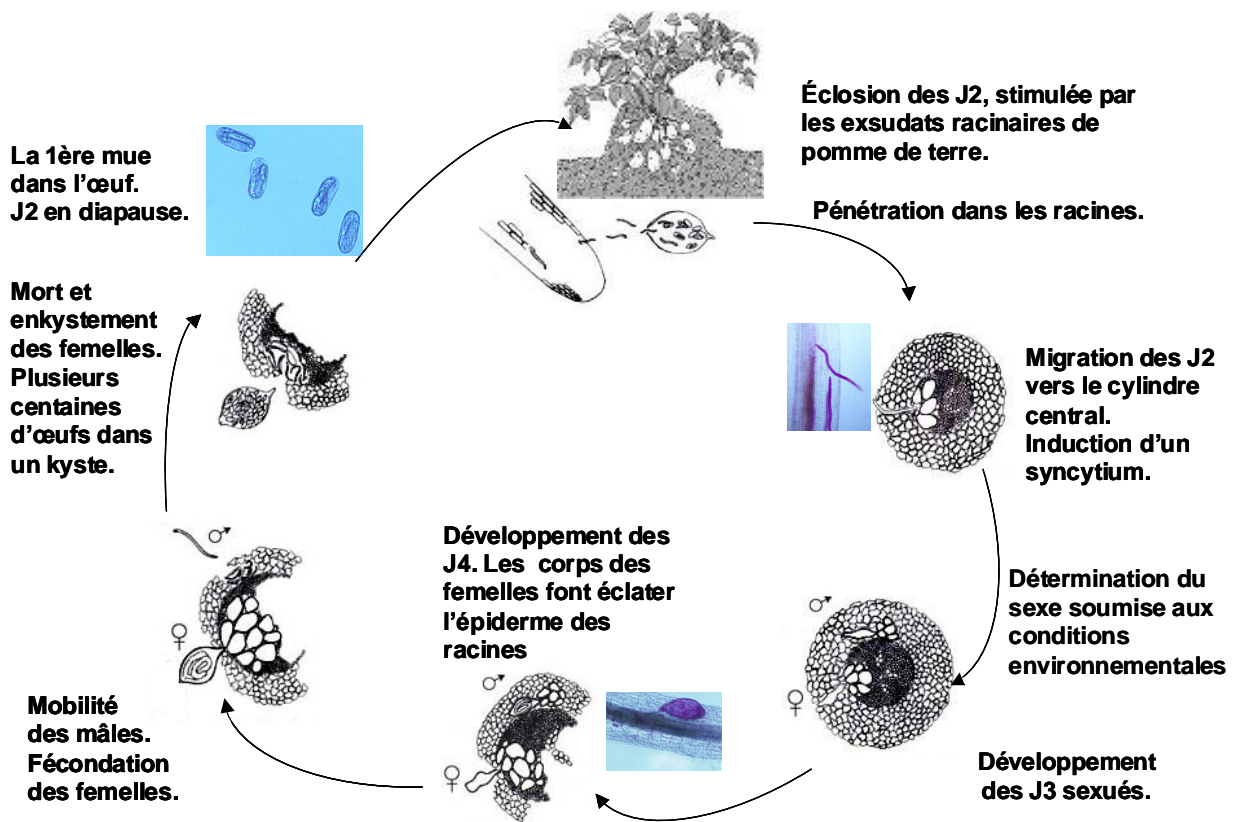 Éclosion des J2, stimulée par
les exsudats racinaires de
pomme de terre.
Pénétration dans les racines.
Migration des J2
vers le cylindre
central.
Induction d’un
syncytium.
Détermination du
sexe soumise aux
conditions
environnementales
♂
♀
Développement
des J3 sexués.
Développement des
J4. Les corps des
femelles font éclater
l’épiderme des
racines
♂
♀
♂
♀
Mobilité
des mâles.
Fécondation
des femelles.
Mort et
enkystement
des femelles.
Plusieurs
centaines
d’œufs dans
un kyste.
La 1ère mue
dans l’œuf.
J2 en diapause.